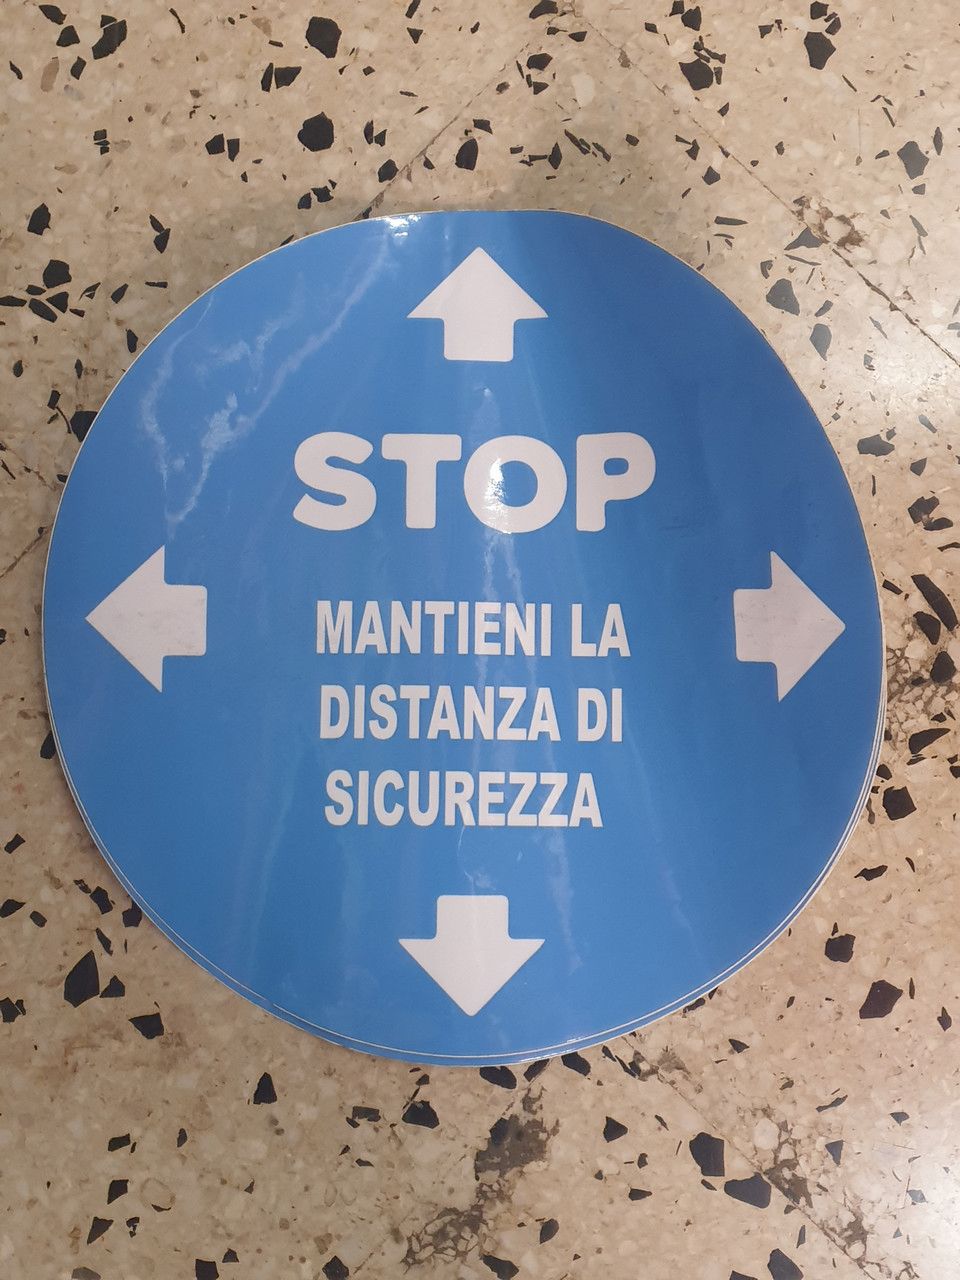 STOP
MANTIENI LA
DISTANZA DI
SICUREZZA